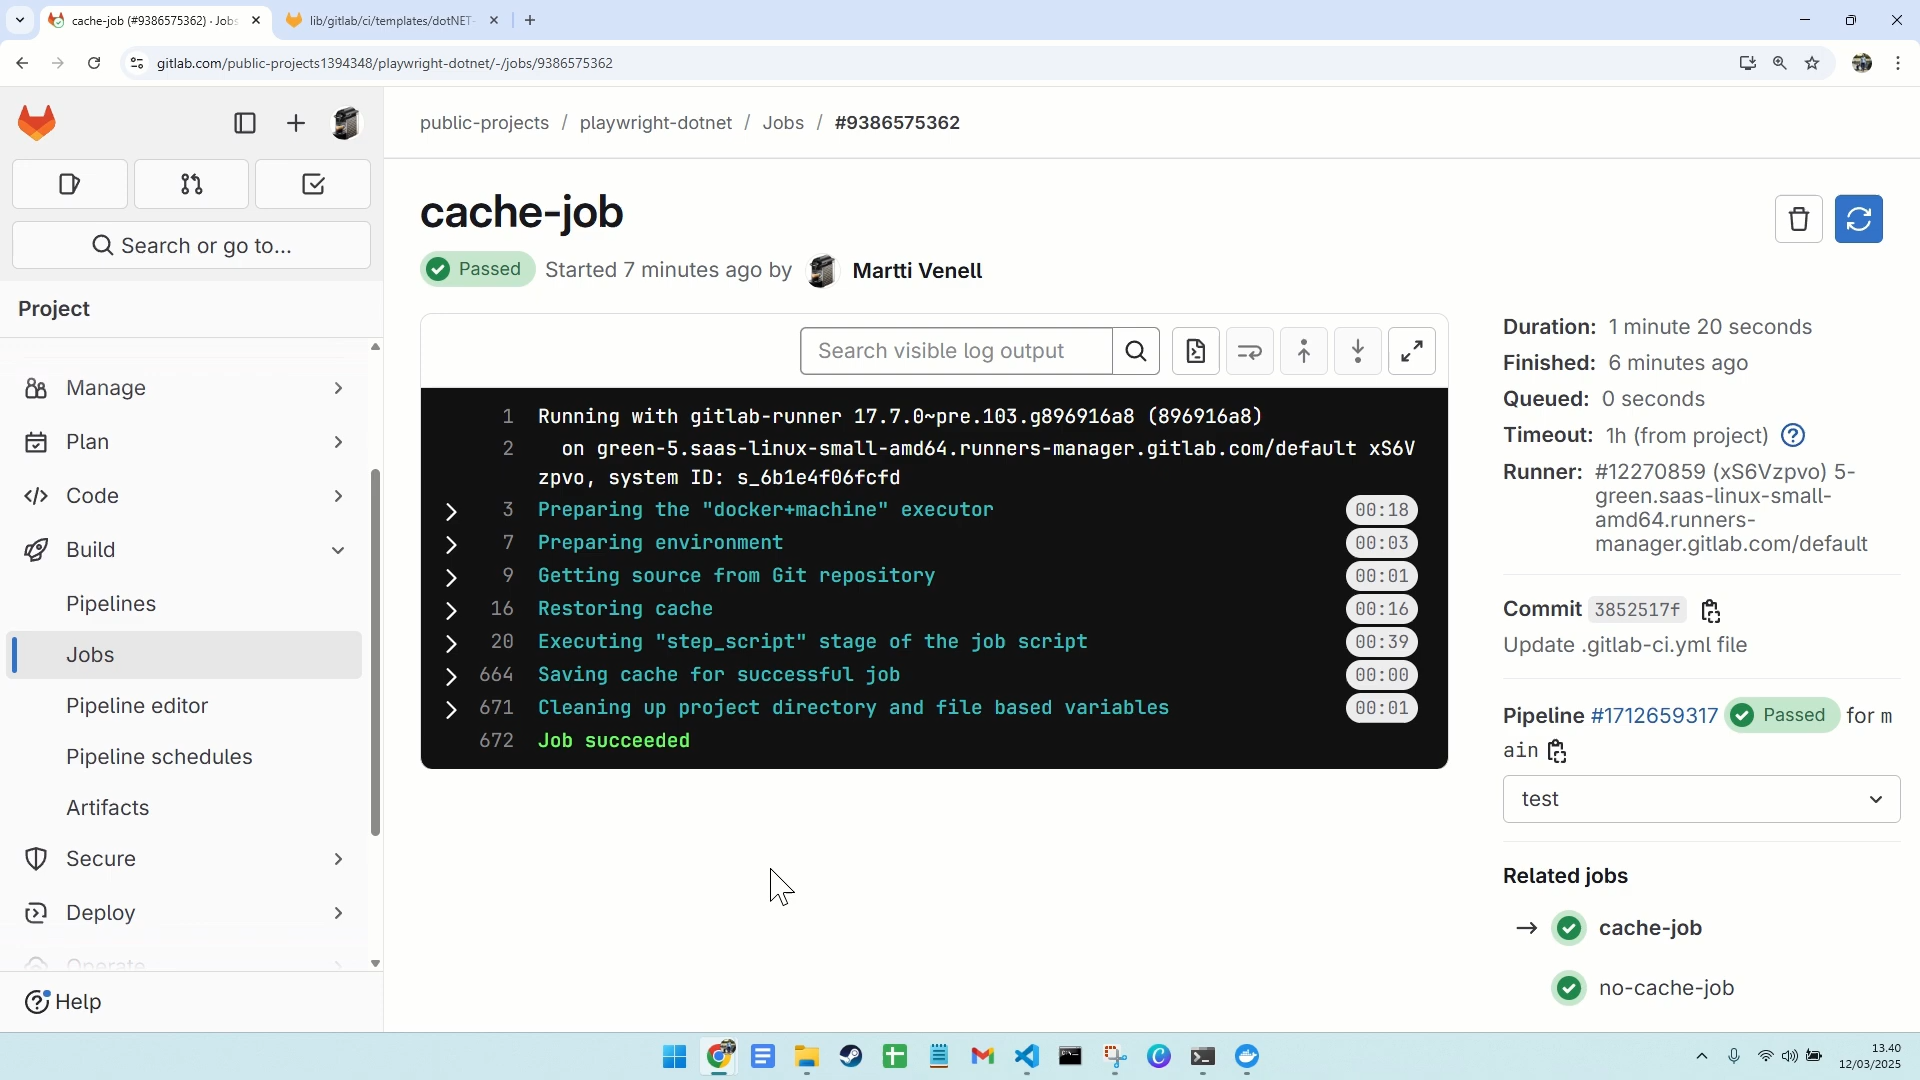 cache-job (#9386575362) · Jobs
lib/gitlab/ci/templates/dotNET-
gitlab.com/public-projects1394348/playwright-dotnet/-/jobs/9386575362
public-projects / playwright-dotnet / Jobs / #9386575362
Search or go to...
Project
Manage
Plan
Code
Build
Pipelines
Jobs
Pipeline editor
Pipeline schedules
Artifacts
Secure
Deploy
Operate
Help
cache-job
Passed Started 7 minutes ago by Martti Venell
Search visible log output
1 Running with gitlab-runner 17.7.0~pre.103.g896916a8 (896916a8)
2 on green-5.saas-linux-small-amd64.runners-manager.gitlab.com/default xS6V
zpvo, system ID: s_6b1e4f06fcfd
3 Preparing the "docker+machine" executor 00:18
7 Preparing environment 00:03
9 Getting source from Git repository 00:01
16 Restoring cache 00:16
20 Executing "step_script" stage of the job script 00:39
664 Saving cache for successful job 00:00
671 Cleaning up project directory and file based variables 00:01
672 Job succeeded
Duration: 1 minute 20 seconds
Finished: 6 minutes ago
Queued: 0 seconds
Timeout: 1h (from project)
Runner: #12270859 (xS6Vzpvo) 5-
green.saas-linux-small-
amd64.runners-
manager.gitlab.com/default
Commit 3852517f
Update .gitlab-ci.yml file
Pipeline #1712659317 Passed for m
ain
test
Related jobs
cache-job
no-cache-job
13.40
12/03/2025